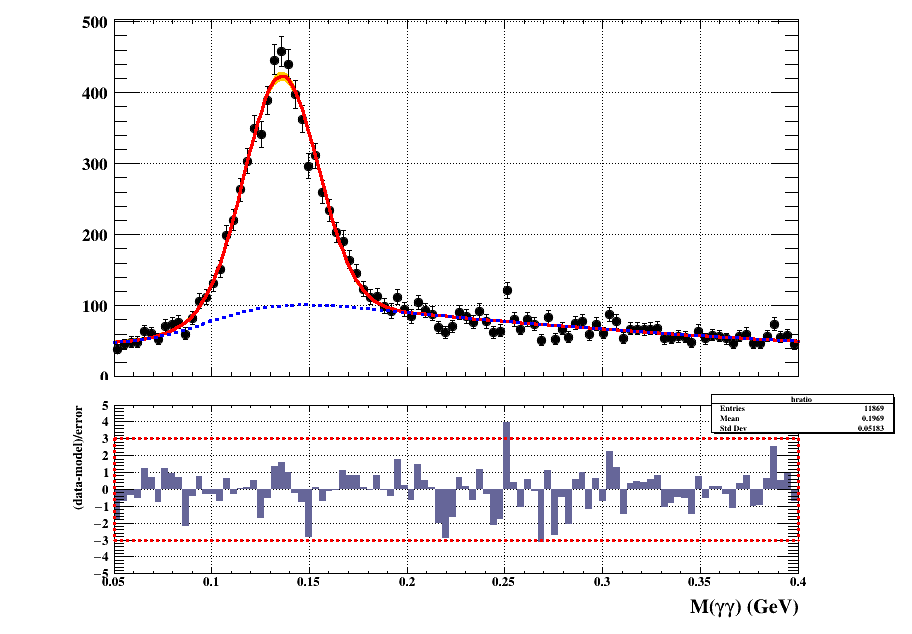 500
400
300
200
100
0
(data-model)/error
5
4
3
2
1
0
−1
−2
−3
−4
−5
hratio
Entries 11869
Mean 0.1969
Std Dev 0.05183
0.05 0.1 0.15 0.2 0.25 0.3 0.35 0.4
M(γγ) (GeV)